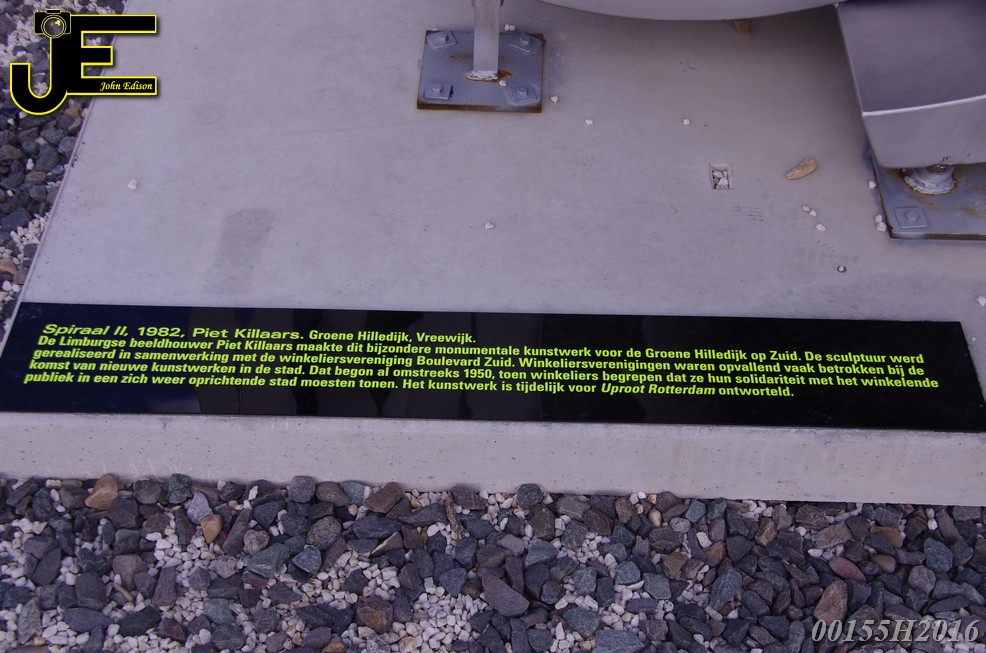 JE
John Edison
Spiraal II, 1982, Piet Killaars. Groene Hilledijk, Vreewijk.
De Limburgse beeldhouwer Piet Killaars maakte dit bijzondere monumentale kunstwerk voor de Groene Hilledijk op Zuid. De sculptuur werd
gerealiseerd in samenwerking met de winkeliersvereniging Boulevard Zuid. Winkeliersverenigingen waren opvallend vaak betrokken bij de
komst van nieuwe kunstwerken in de stad. Dat begon al omstreeks 1950, toen winkeliers begrepen dat ze hun solidariteit met het winkelende
publiek in een zich weer oprichtende stad moesten tonen. Het kunstwerk is tijdelijk voor Uproot Rotterdam ontworteld.
00155H2016